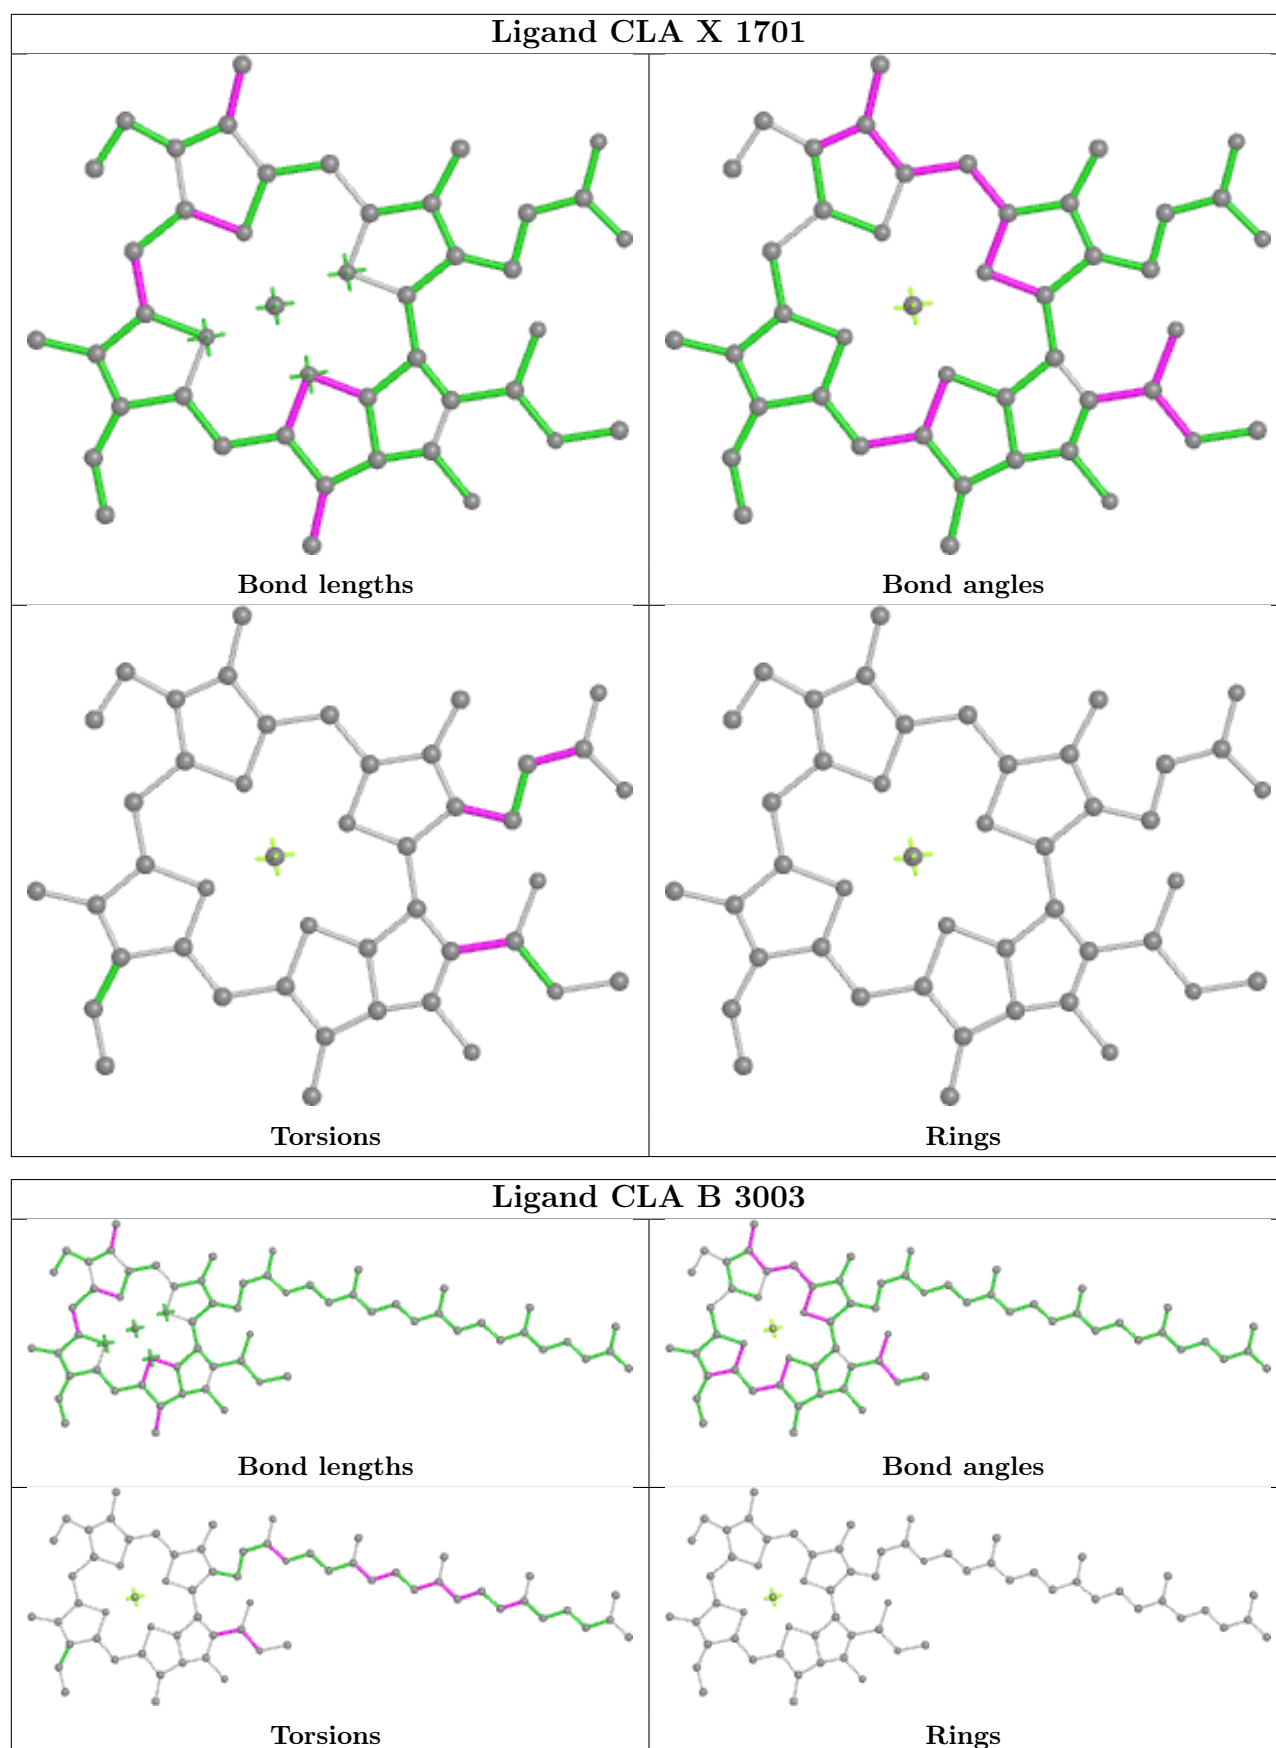 Ligand CLA X 1701
Bond lengths
Bond angles
Torsions
Rings
Ligand CLA B 3003
Bond lengths
Bond angles
Torsions
Rings